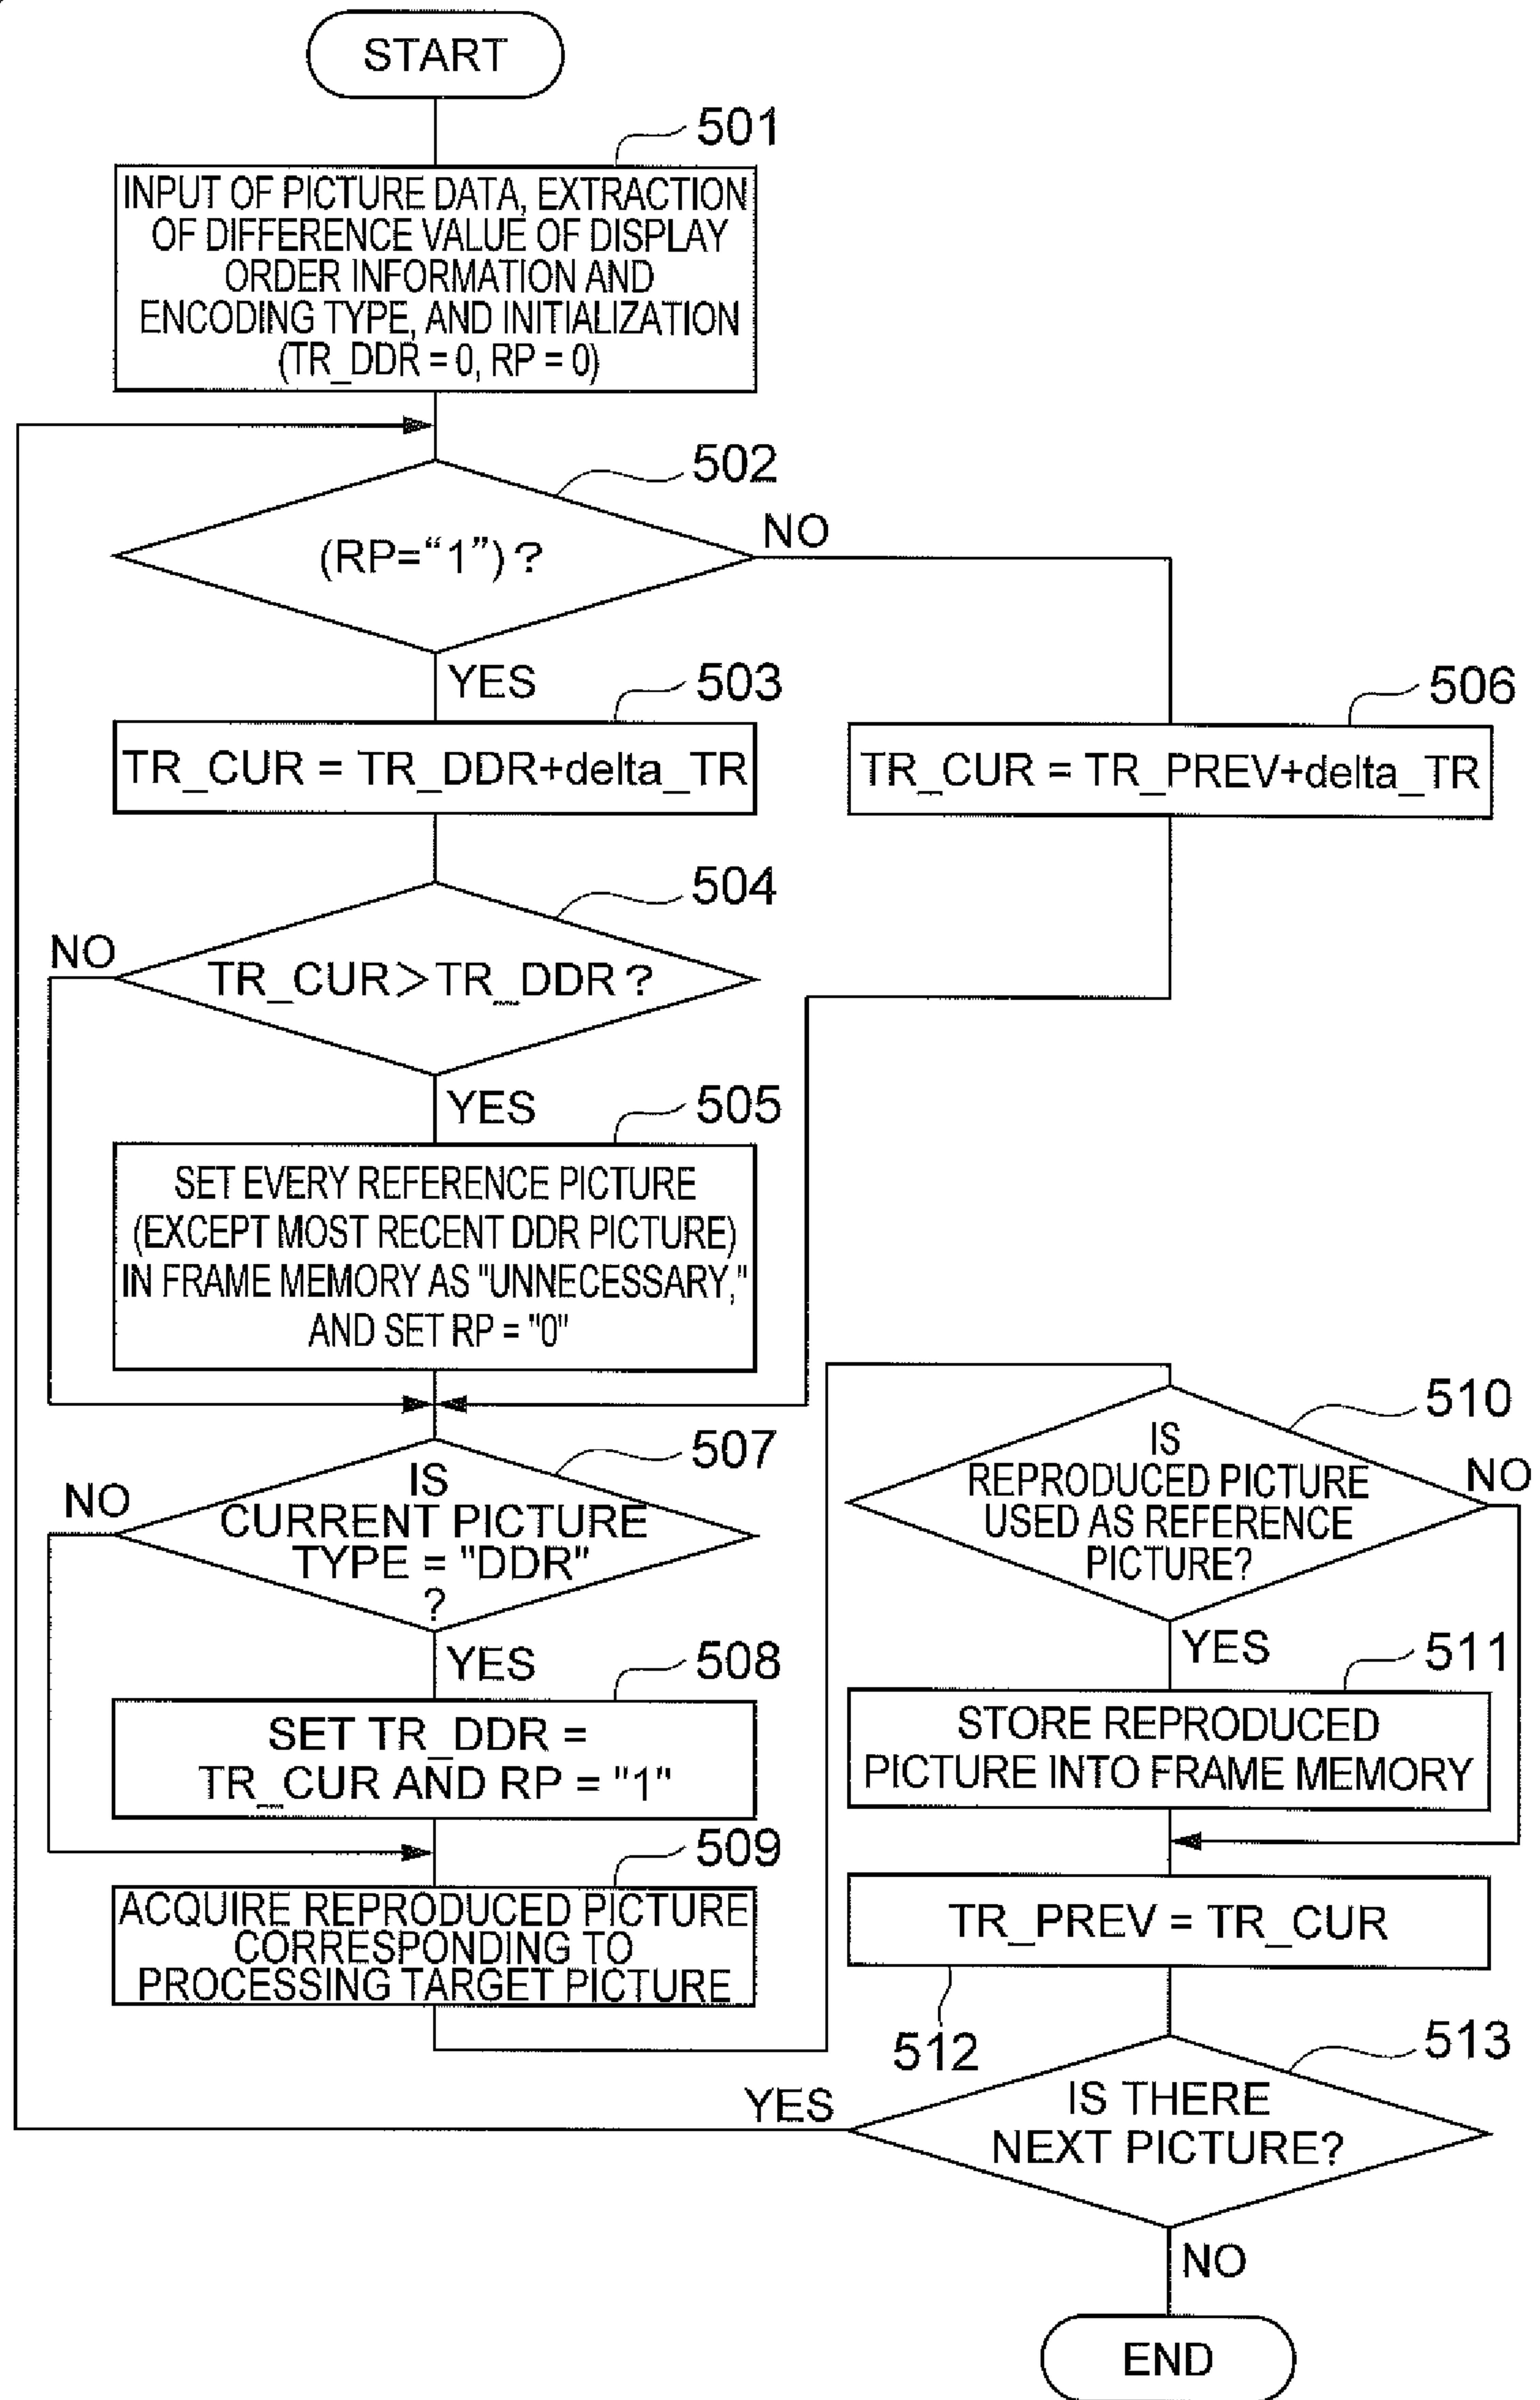 START
501
INPUT OF PICTURE DATA, EXTRACTION
OF DIFFERENCE VALUE OF DISPLAY
ORDER INFORMATION AND
ENCODING TYPE, AND INITIALIZATION
(TR_DDR = 0, RP = 0)
502
(RP=“1”) ?
NO
YES
503
TR_CUR = TR_DDR+delta_TR
506
TR_CUR = TR_PREV+delta_TR
504
NO
TR_CUR>TR_DDR ?
YES
505
SET EVERY REFERENCE PICTURE
(EXCEPT MOST RECENT DDR PICTURE)
IN FRAME MEMORY AS "UNNECESSARY,"
AND SET RP = "0"
507
NO
IS
CURRENT PICTURE
TYPE = "DDR"
?
YES
508
SET TR_DDR =
TR_CUR AND RP = "1"
509
ACQUIRE REPRODUCED PICTURE
CORRESPONDING TO
PROCESSING TARGET PICTURE
510
IS
REPRODUCED PICTURE
USED AS REFERENCE
PICTURE?
NO
YES
511
STORE REPRODUCED
PICTURE INTO FRAME MEMORY
TR_PREV = TR_CUR
512
513
YES
IS THERE
NEXT PICTURE?
NO
END